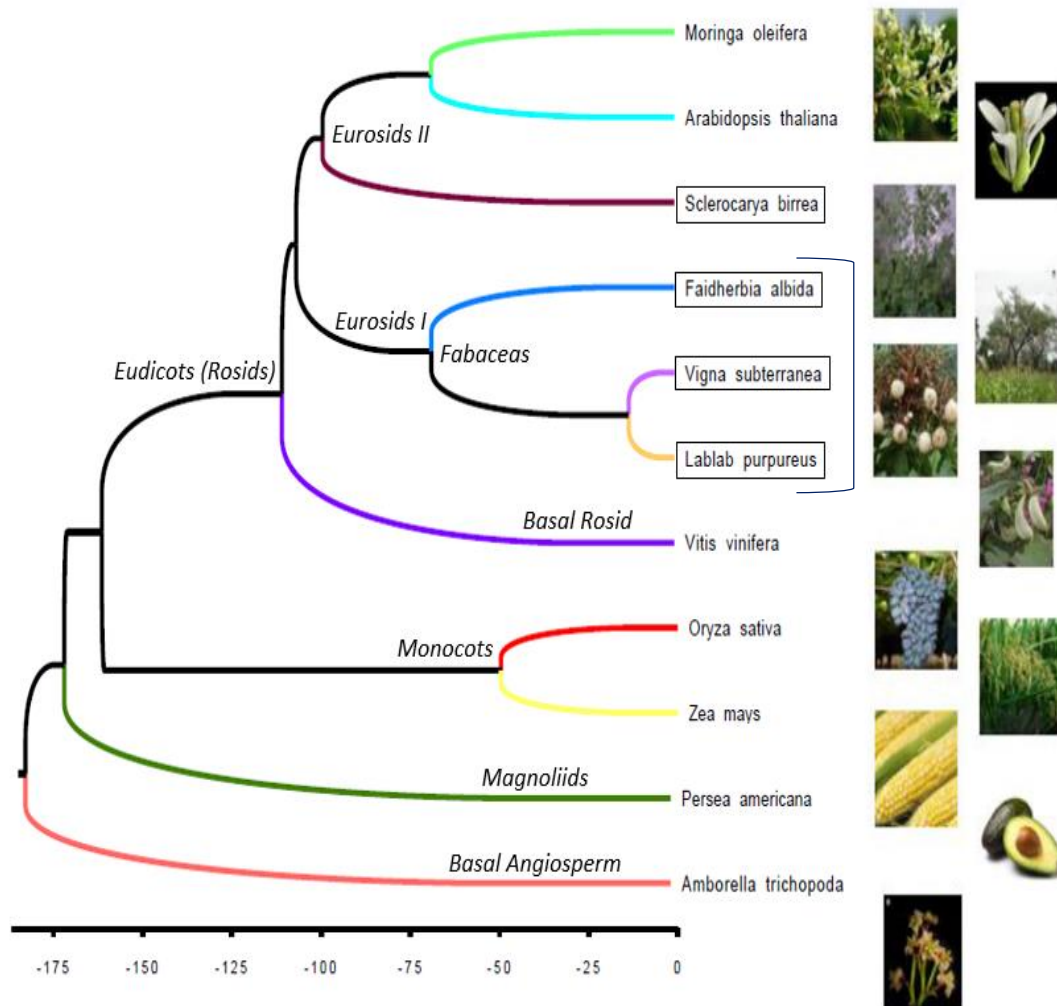 Moringa oleifera
Arabidopsis thaliana
Eurosids II
Sclerocarya birrea
Faidherbia albida
Eurosids I
Fabaceas
Eudicots (Rosids)
Vigna subterranea
Lablab purpureus
Basal Rosid
Vitis vinifera
Oryza sativa
Monocots
Zea mays
Magnoliids
Persea americana
Basal Angiosperm
Amborella trichopoda
-175 -150 -125 -100 -75 -50 -25 0